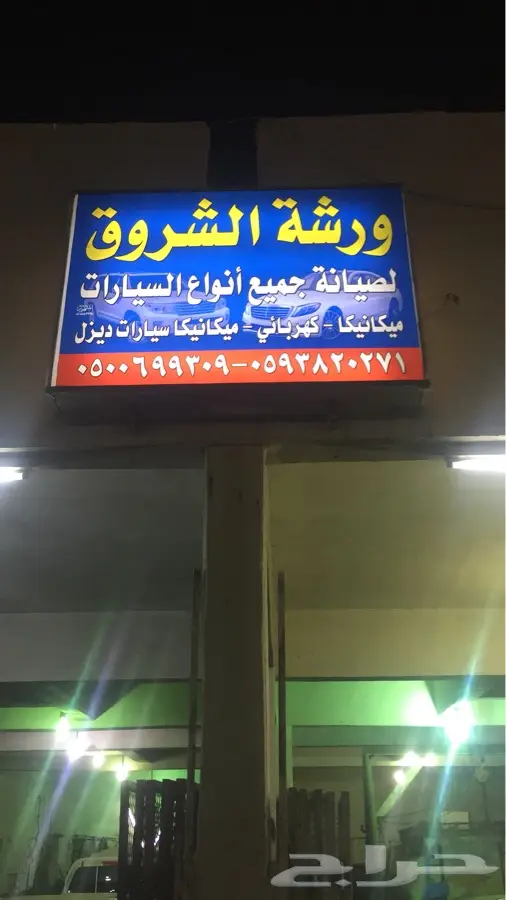 ورشة الشروق
لصيانة جميع أنواع السيارات
ميكانيكا - كهربائي - ميكانيكا سيارات ديزل
٠٥٠٠٦٩٩٣٠٩-٠٥٩٣٨٢٠٢٧١
حراج